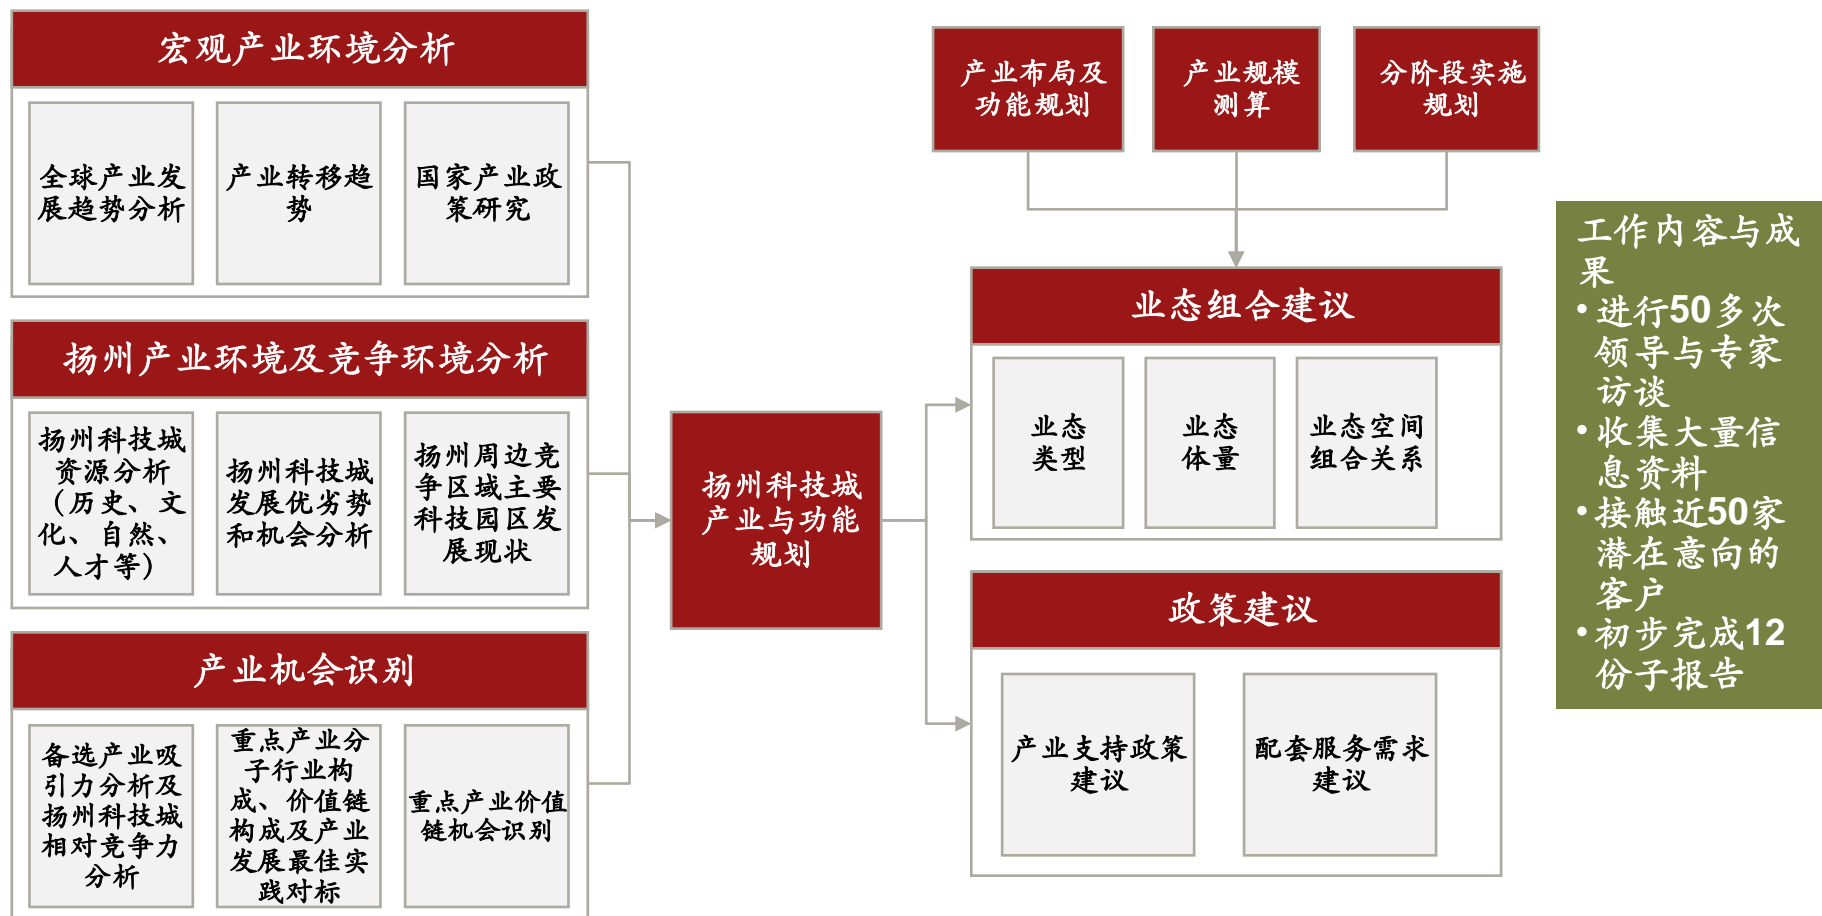 宏观产业环境分析
全球产业发
展趋势分析
产业转移趋
势
国家产业政
策研究
扬州产业环境及竞争环境分析
扬州科技城
资源分析
（历史、文
化、自然、
人才等）
扬州科技城
发展优劣势
和机会分析
扬州周边竞
争区域主要
科技园区发
展现状
产业机会识别
备选产业吸
引力分析及
扬州科技城
相对竞争力
分析
重点产业分
子行业构
成、价值链
构成及产业
发展最佳实
践对标
重点产业价值
链机会识别
扬州科技城
产业与功能
规划
产业布局及
功能规划
产业规模
测算
分阶段实施
规划
业态组合建议
业态
类型
业态
体量
业态空间
组合关系
政策建议
产业支持政策
建议
配套服务需求
建议
工作内容与成
果
•进行50多次
领导与专家
访谈
•收集大量信
息资料
•接触近50家
潜在意向的
客户
•初步完成12
份子报告